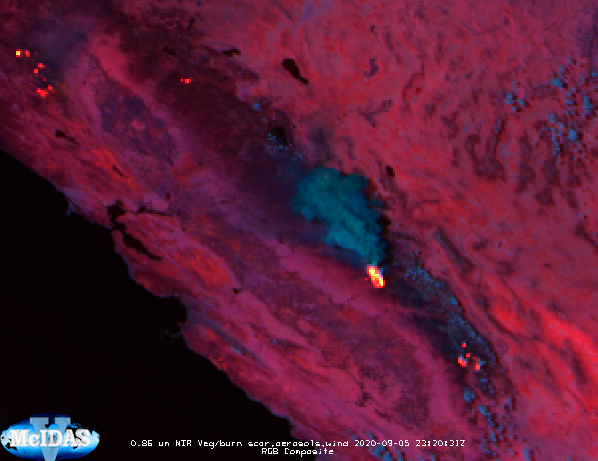 McIDAS
0.86 um NIR Veg/burn scar,aerosols,wind 2020-09-05 23:20:31Z
RGB Composite